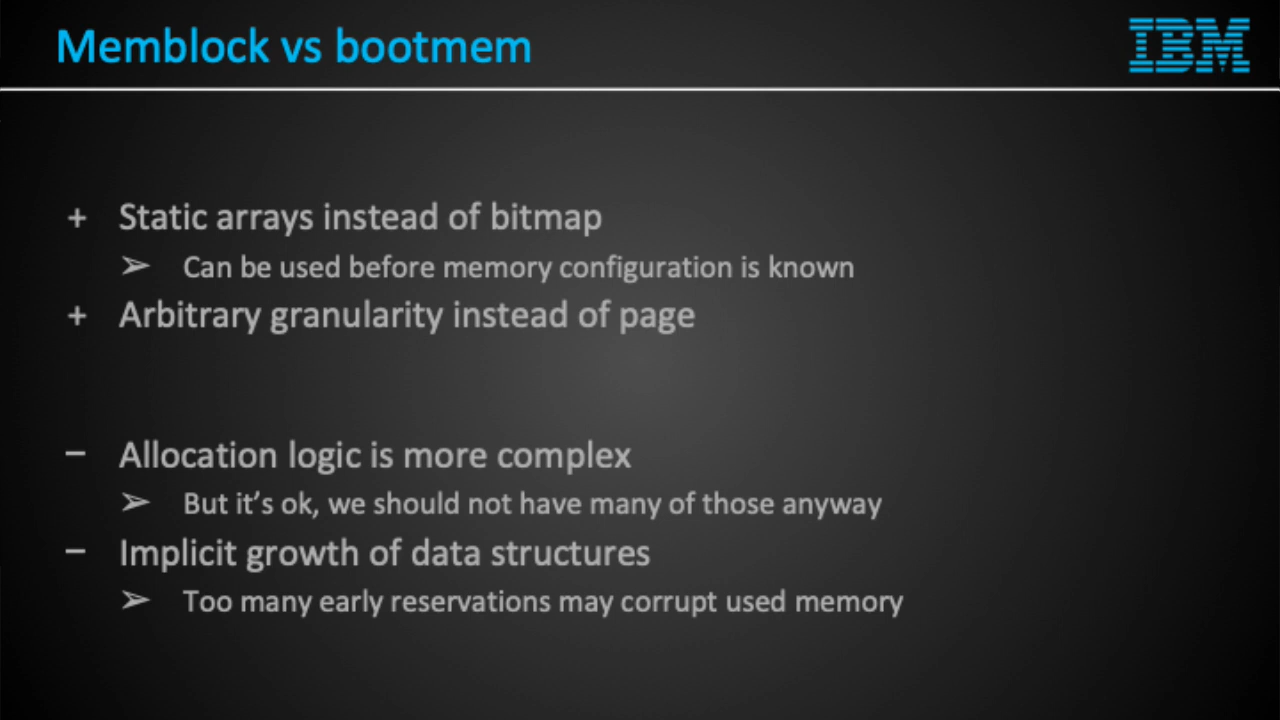 Memblock vs bootmem
IBM
+ Static arrays instead of bitmap
➢ Can be used before memory configuration is known
+ Arbitrary granularity instead of page
– Allocation logic is more complex
➢ But it’s ok, we should not have many of those anyway
– Implicit growth of data structures
➢ Too many early reservations may corrupt used memory